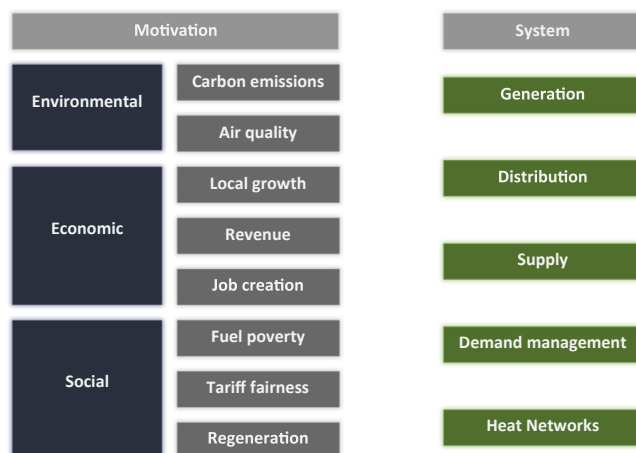 Motivation
System
Environmental
Carbon emissions
Air quality
Economic
Local growth
Revenue
Job creation
Social
Fuel poverty
Tariff fairness
Regeneration
Generation
Distribution
Supply
Demand management
Heat Networks